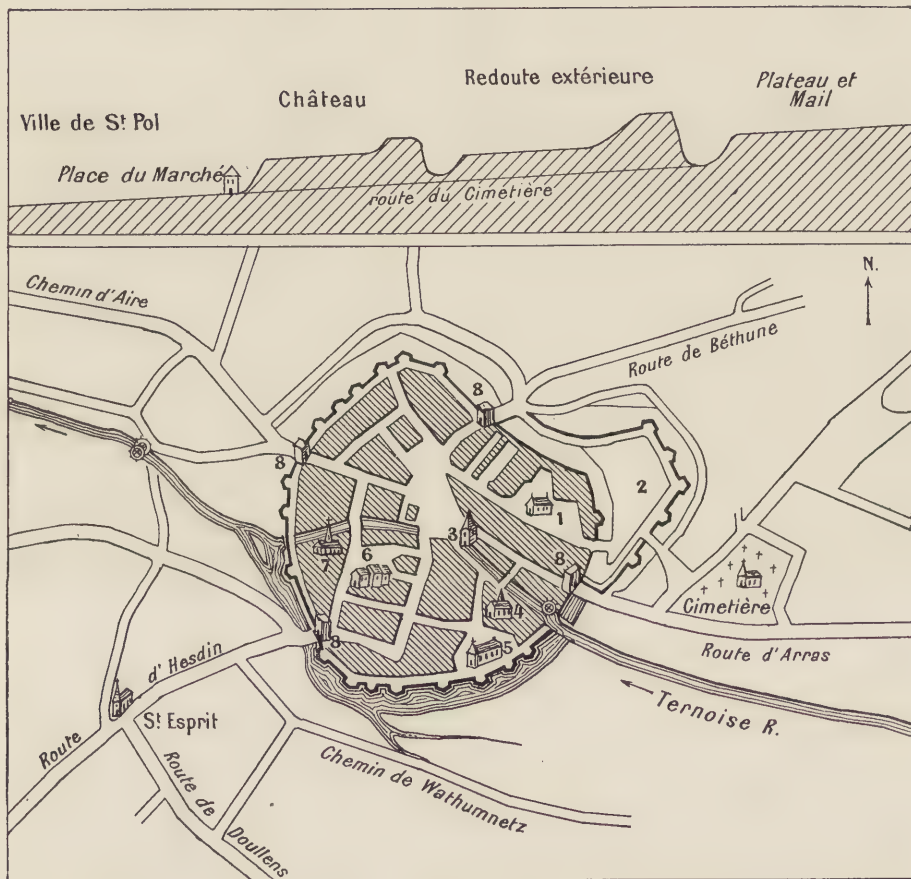 Redoute extérieure
Plateau et
Mail
Château
Ville de St Pol
Place du Marché
route du Cimetière
N.
Chemin d'Aire
Route de Béthune
8
8
2
1
3
6
7
8
4
Cimetière
8
5
Route d'Arras
Route d'Hesdin
St Esprit
Ternoise R.
Route de
Doullens
Chemin de Wathumnetz